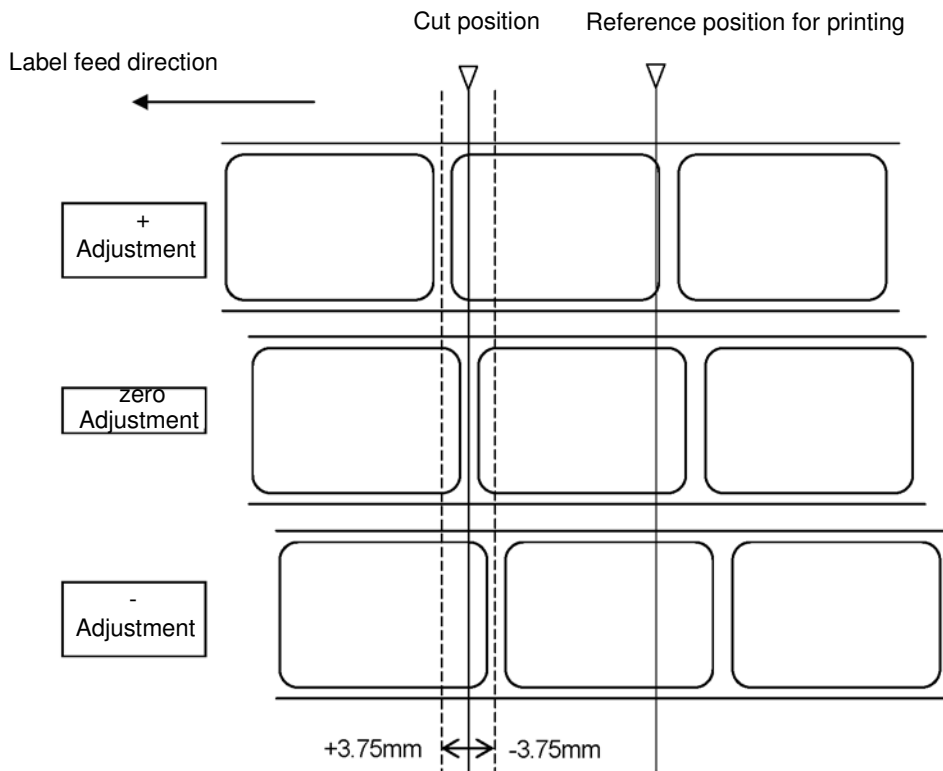 Cut position
Reference position for printing
Label feed direction
+
Adjustment
zero
Adjustment
-
Adjustment
+3.75mm
-3.75mm